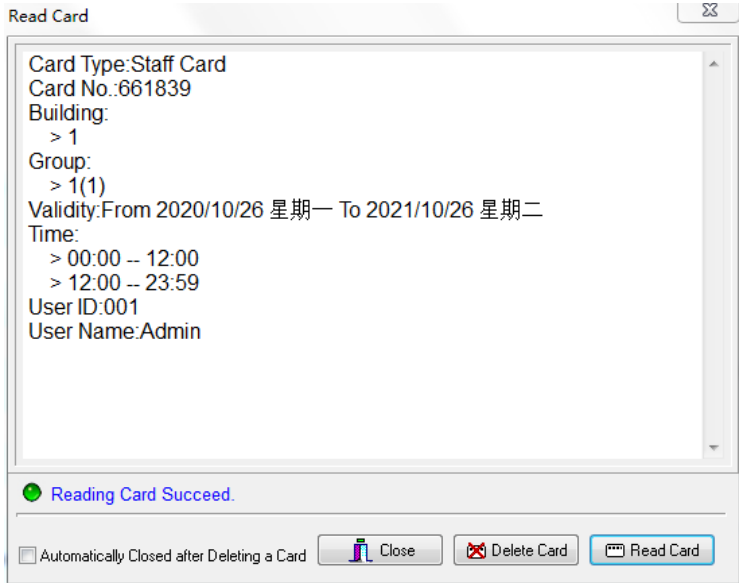 Read Card
Card Type:Staff Card
Card No.:661839
Building:
> 1
Group:
> 1(1)
Validity:From 2020/10/26 星期一 To 2021/10/26 星期二
Time:
> 00:00 -- 12:00
> 12:00 -- 23:59
User ID:001
User Name:Admin
Reading Card Succeed.
Automatically Closed after Deleting a Card
Close
Delete Card
Read Card